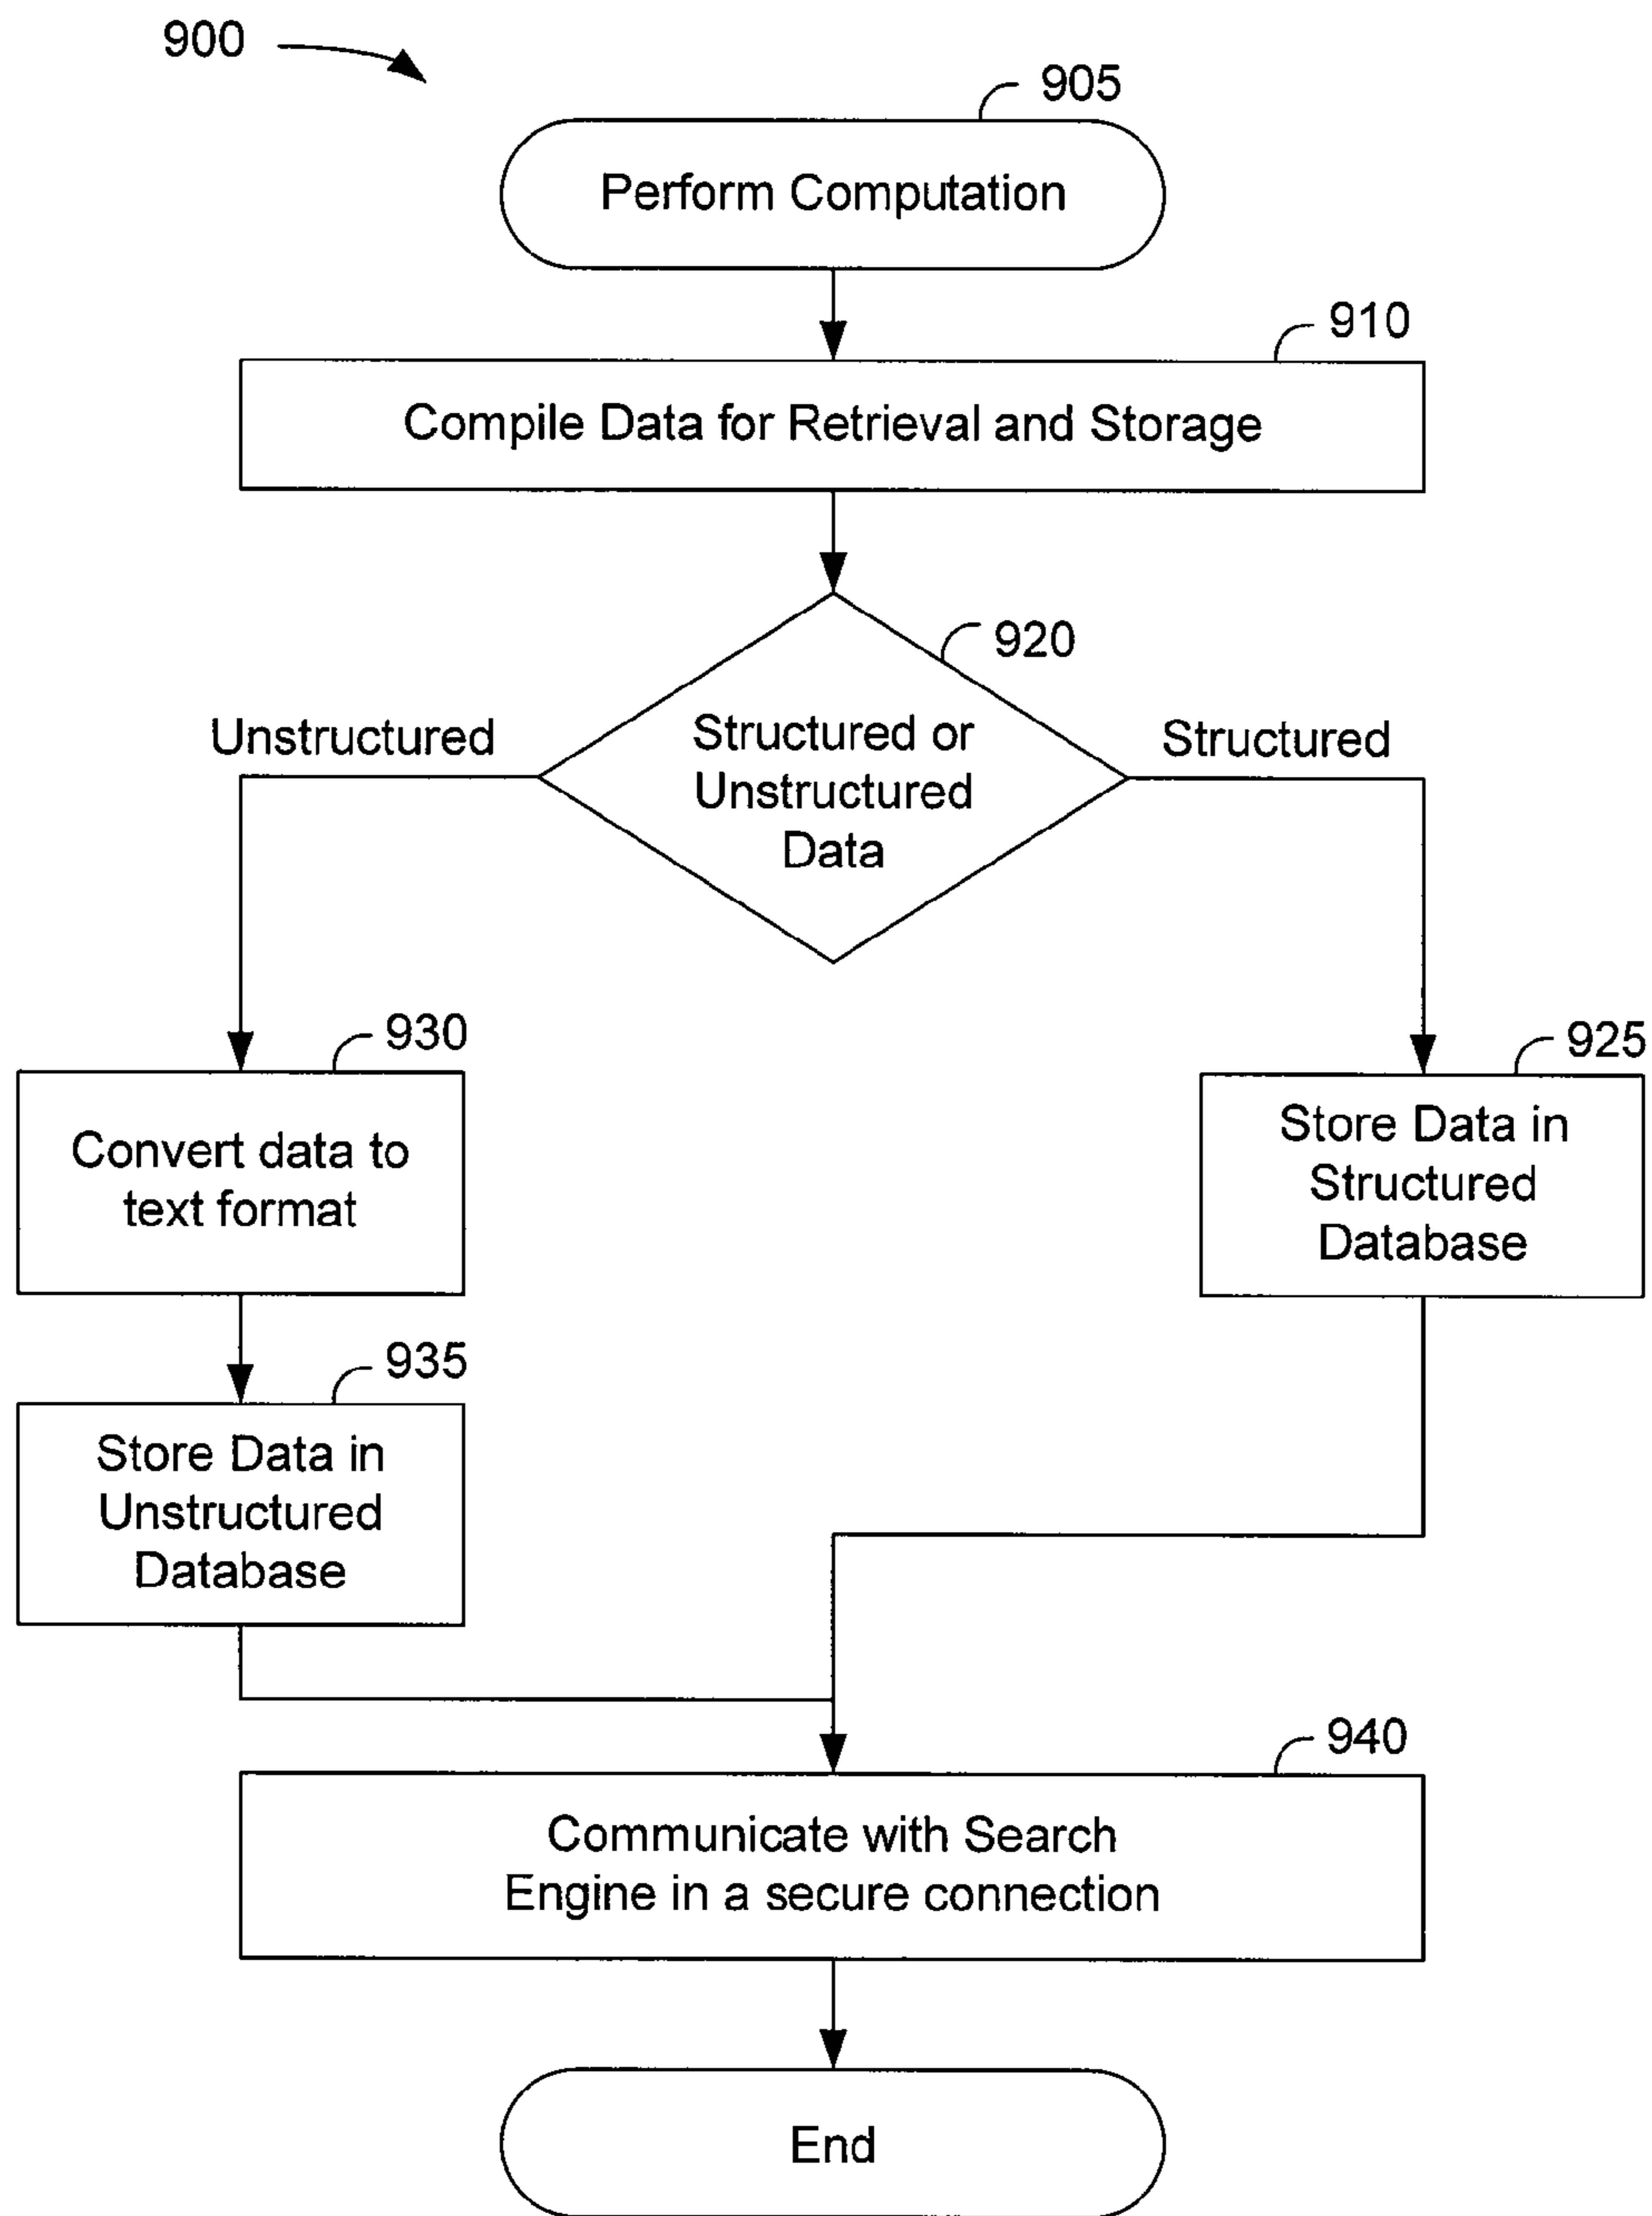 900
905
Perform Computation
910
Compile Data for Retrieval and Storage
920
Unstructured
Structured or
Unstructured
Data
Structured
930
Convert data to
text format
925
Store Data in
Structured
Database
935
Store Data in
Unstructured
Database
940
Communicate with Search
Engine in a secure connection
End